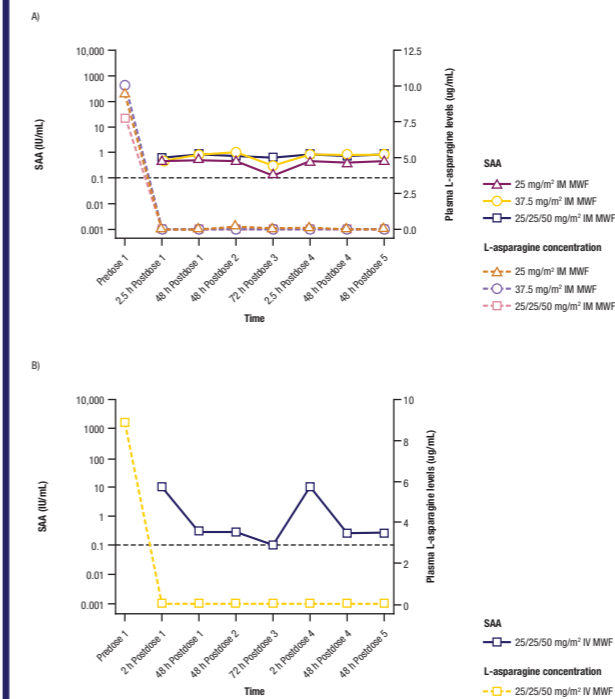 A)
10,000
1000
100
10
1
0.1
0.01
0.001
SAA (IU/mL)
12.5
10.0
7.5
5.0
2.5
0.0
Plasma L-asparagine levels (ug/mL)
Predose 1
2.5 h Postdose 1
48 h Postdose 1
48 h Postdose 2
72 h Postdose 3
2.5 h Postdose 4
48 h Postdose 4
48 h Postdose 5
Time
SAA
25 mg/m² IM MWF
37.5 mg/m² IM MWF
25/25/50 mg/m² IM MWF
L-asparagine concentration
25 mg/m² IM MWF
37.5 mg/m² IM MWF
25/25/50 mg/m² IM MWF
B)
10,000
1000
100
10
1
0.1
0.01
0.001
SAA (IU/mL)
10
8
6
4
2
0
Plasma L-asparagine levels (ug/mL)
Predose 1
2 h Postdose 1
48 h Postdose 1
48 h Postdose 2
72 h Postdose 3
2 h Postdose 4
48 h Postdose 4
48 h Postdose 5
Time
SAA
25/25/50 mg/m² IV MWF
L-asparagine concentration
25/25/50 mg/m² IV MWF